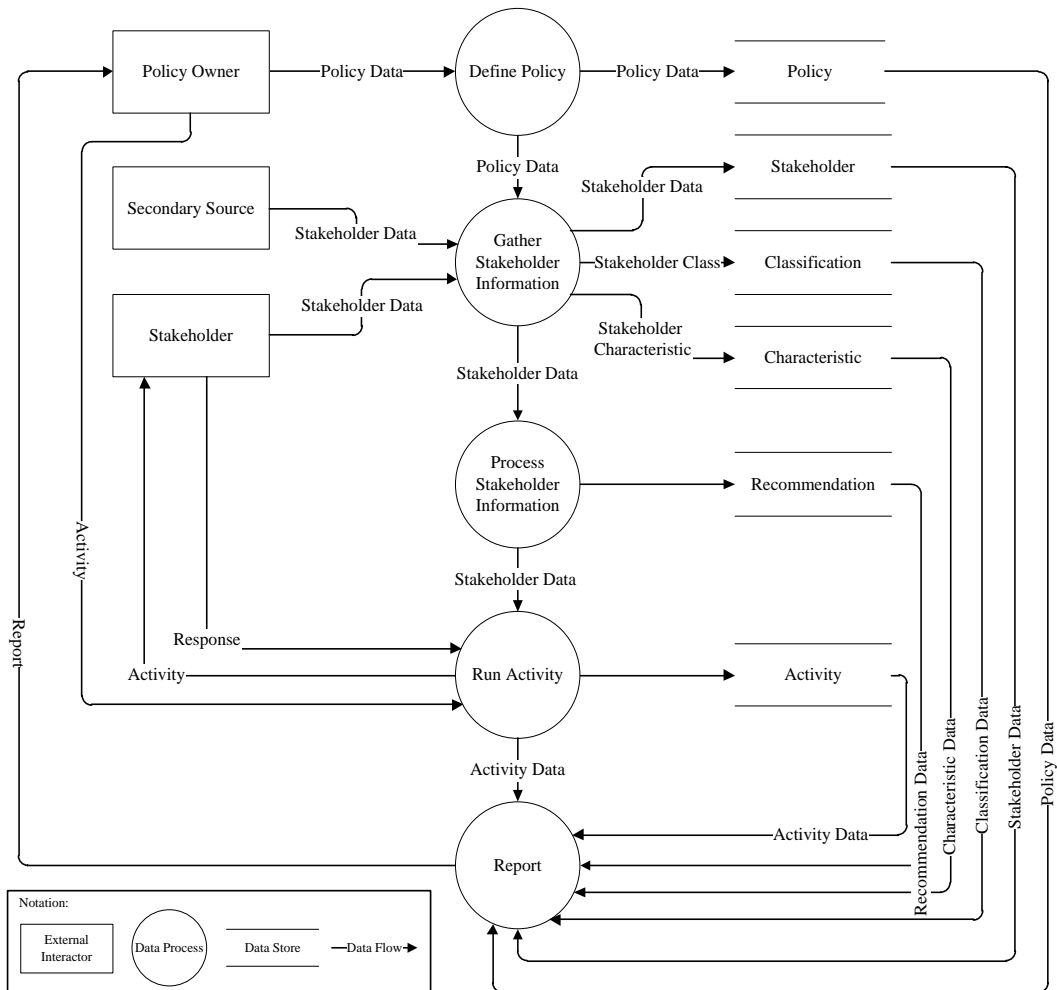 Policy Owner
Policy Data
Define Policy
Policy Data
Policy
Policy Data
Stakeholder Data
Stakeholder
Secondary Source
Stakeholder Data
Gather
Stakeholder
Information
Stakeholder Class
Classification
Stakeholder Data
Stakeholder
Stakeholder
Characteristic
Characteristic
Stakeholder Data
Process
Stakeholder
Information
Recommendation
Activity
Stakeholder Data
Report
Response
Activity
Run Activity
Activity
Activity Data
Activity Data
Recommendation Data
Characteristic Data
Classification Data
Stakeholder Data
Policy Data
Report
Notation:
External
Interactor
Data Process
Data Store
Data Flow